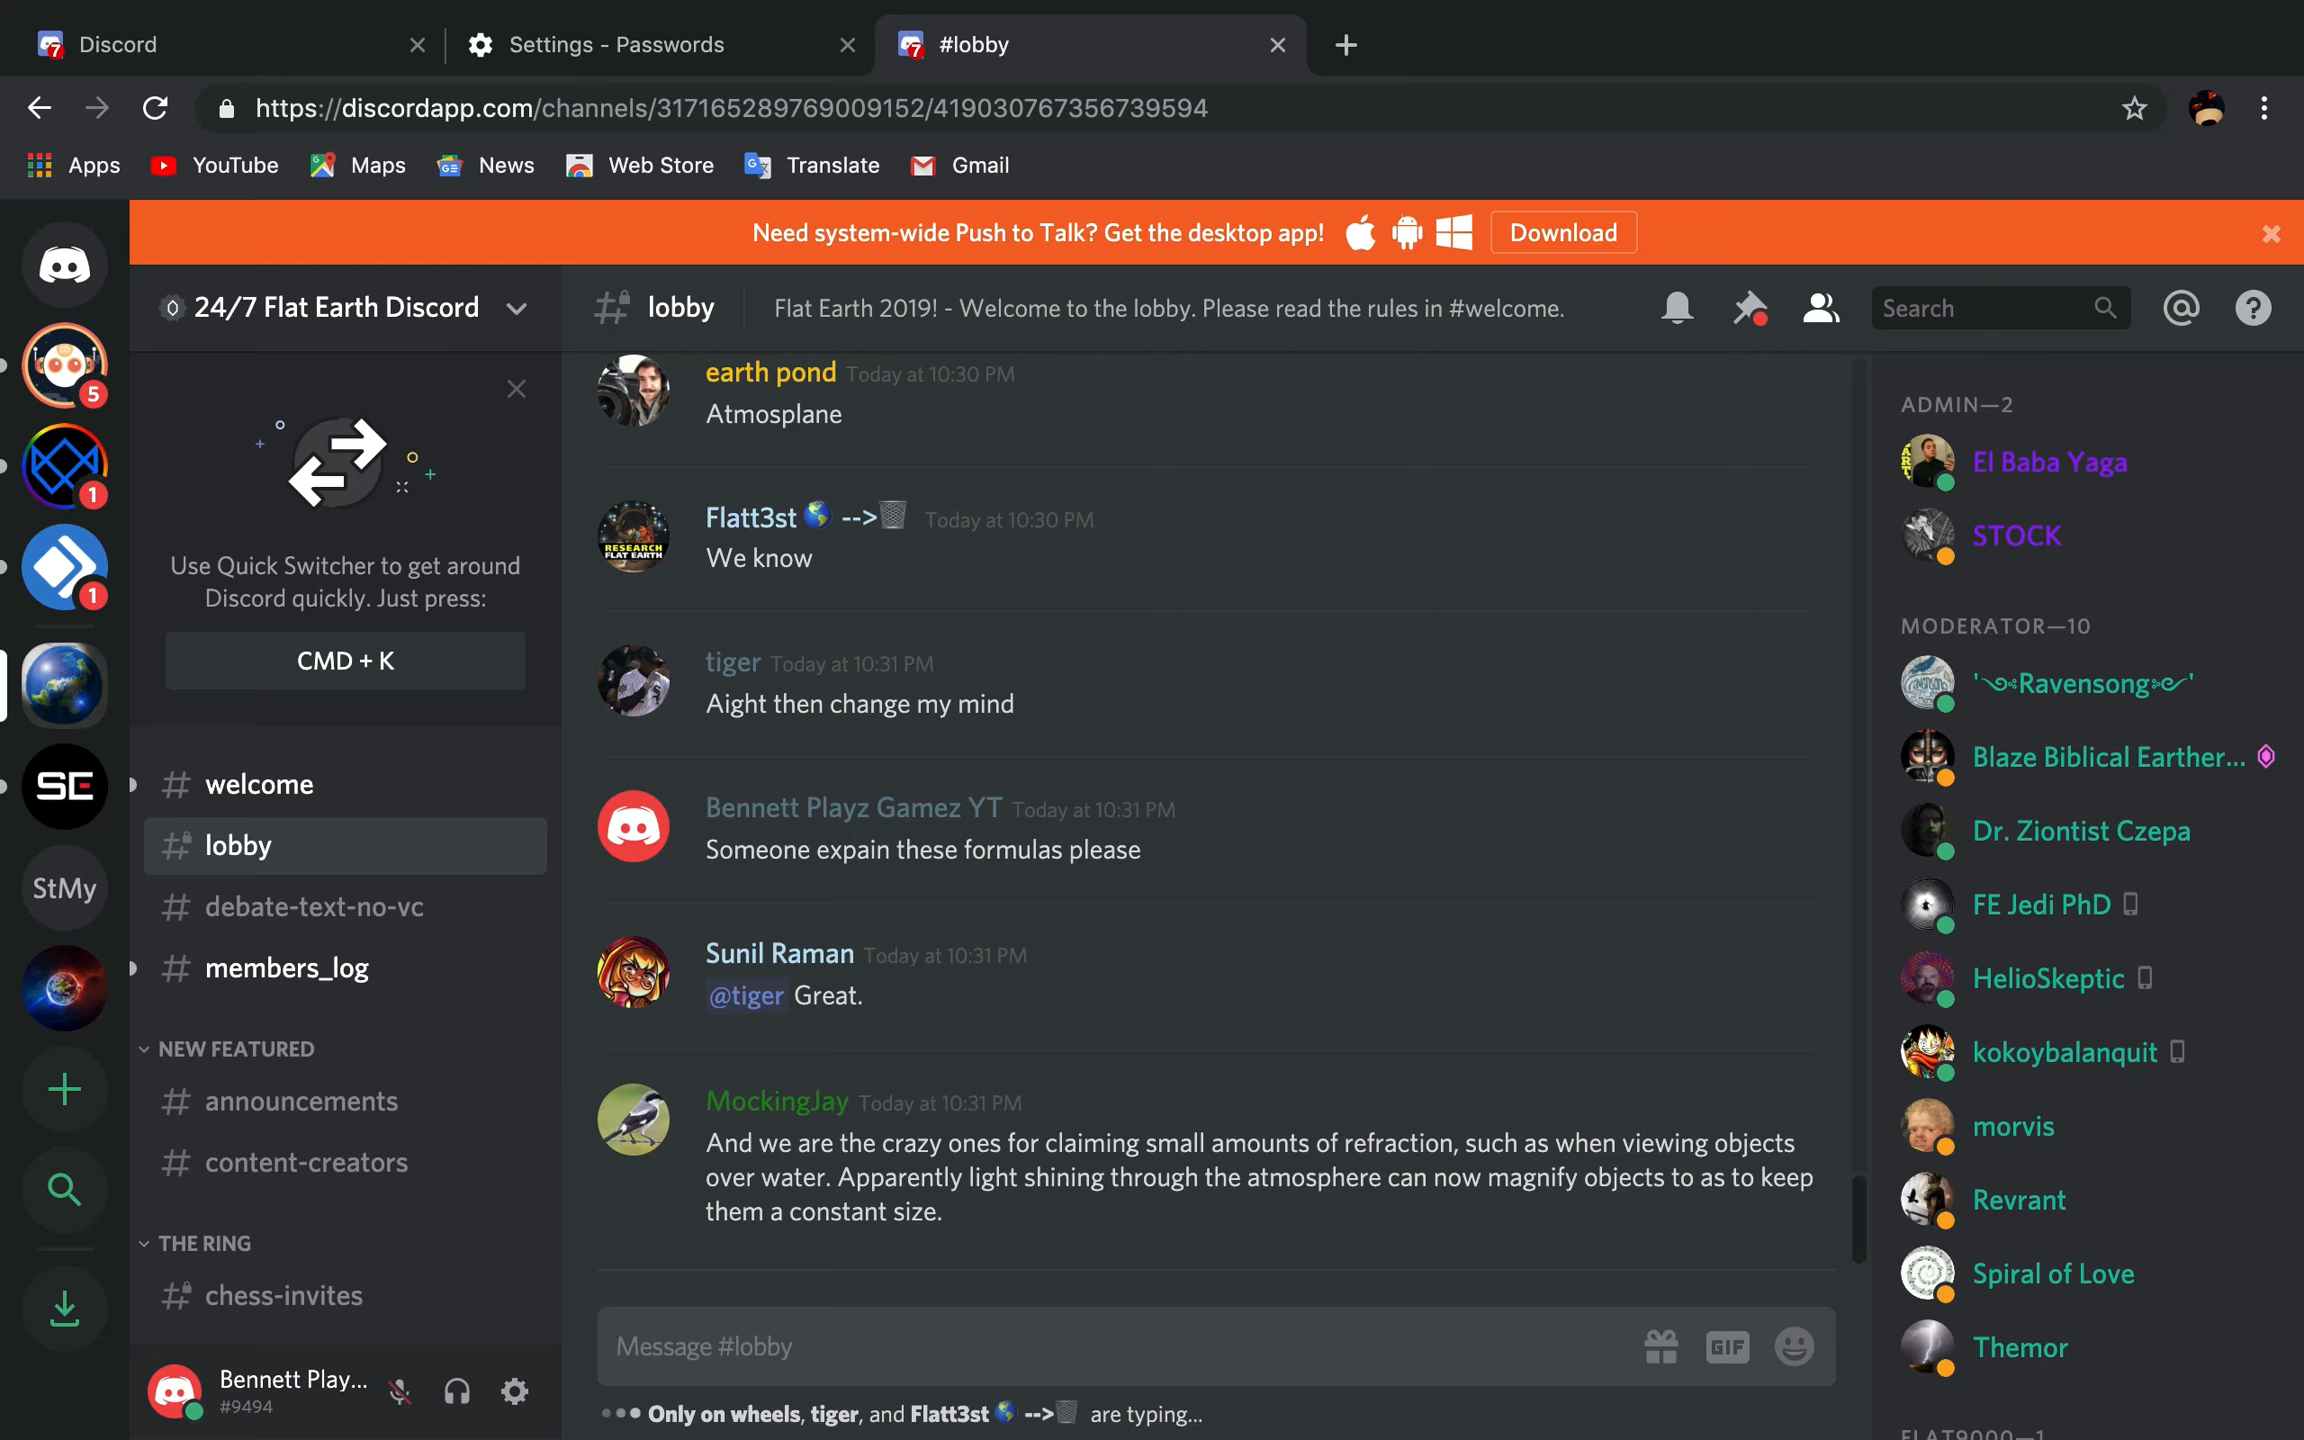 Discord
Settings - Passwords
#lobby
https://discordapp.com/channels/317165289769009152/419030767356739594
Apps
YouTube
Maps
News
Web Store
Translate
Gmail
Need system-wide Push to Talk? Get the desktop app!
Download
24/7 Flat Earth Discord
lobby
Flat Earth 2019! - Welcome to the lobby. Please read the rules in #welcome.
Search
5
1
1
SE
StMy
Use Quick Switcher to get around
Discord quickly. Just press:
CMD + K
# welcome
# lobby
# debate-text-no-vc
# members_log
NEW FEATURED
# announcements
# content-creators
THE RING
# chess-invites
Bennett Play...
#9494
earth pond Today at 10:30 PM
Atmosplane
RESEARCH
FLAT EARTH
Flatt3st 🌎 -->🗑 Today at 10:30 PM
We know
tiger Today at 10:31 PM
Aight then change my mind
Bennett Playz Gamez YT Today at 10:31 PM
Someone expain these formulas please
Sunil Raman Today at 10:31 PM
@tiger Great.
MockingJay Today at 10:31 PM
And we are the crazy ones for claiming small amounts of refraction, such as when viewing objects
over water. Apparently light shining through the atmosphere can now magnify objects to as to keep
them a constant size.
Message #lobby
GIF
Only on wheels, tiger, and Flatt3st 🌎 -->🗑 are typing...
ADMIN—2
El Baba Yaga
STOCK
MODERATOR—10
'~Ravensong~'
Blaze Biblical Earther...
Dr. Ziontist Czepa
FE Jedi PhD
HelioSkeptic
kokoybalanquit
morvis
Revrant
Spiral of Love
Themor
FLAT9000—1